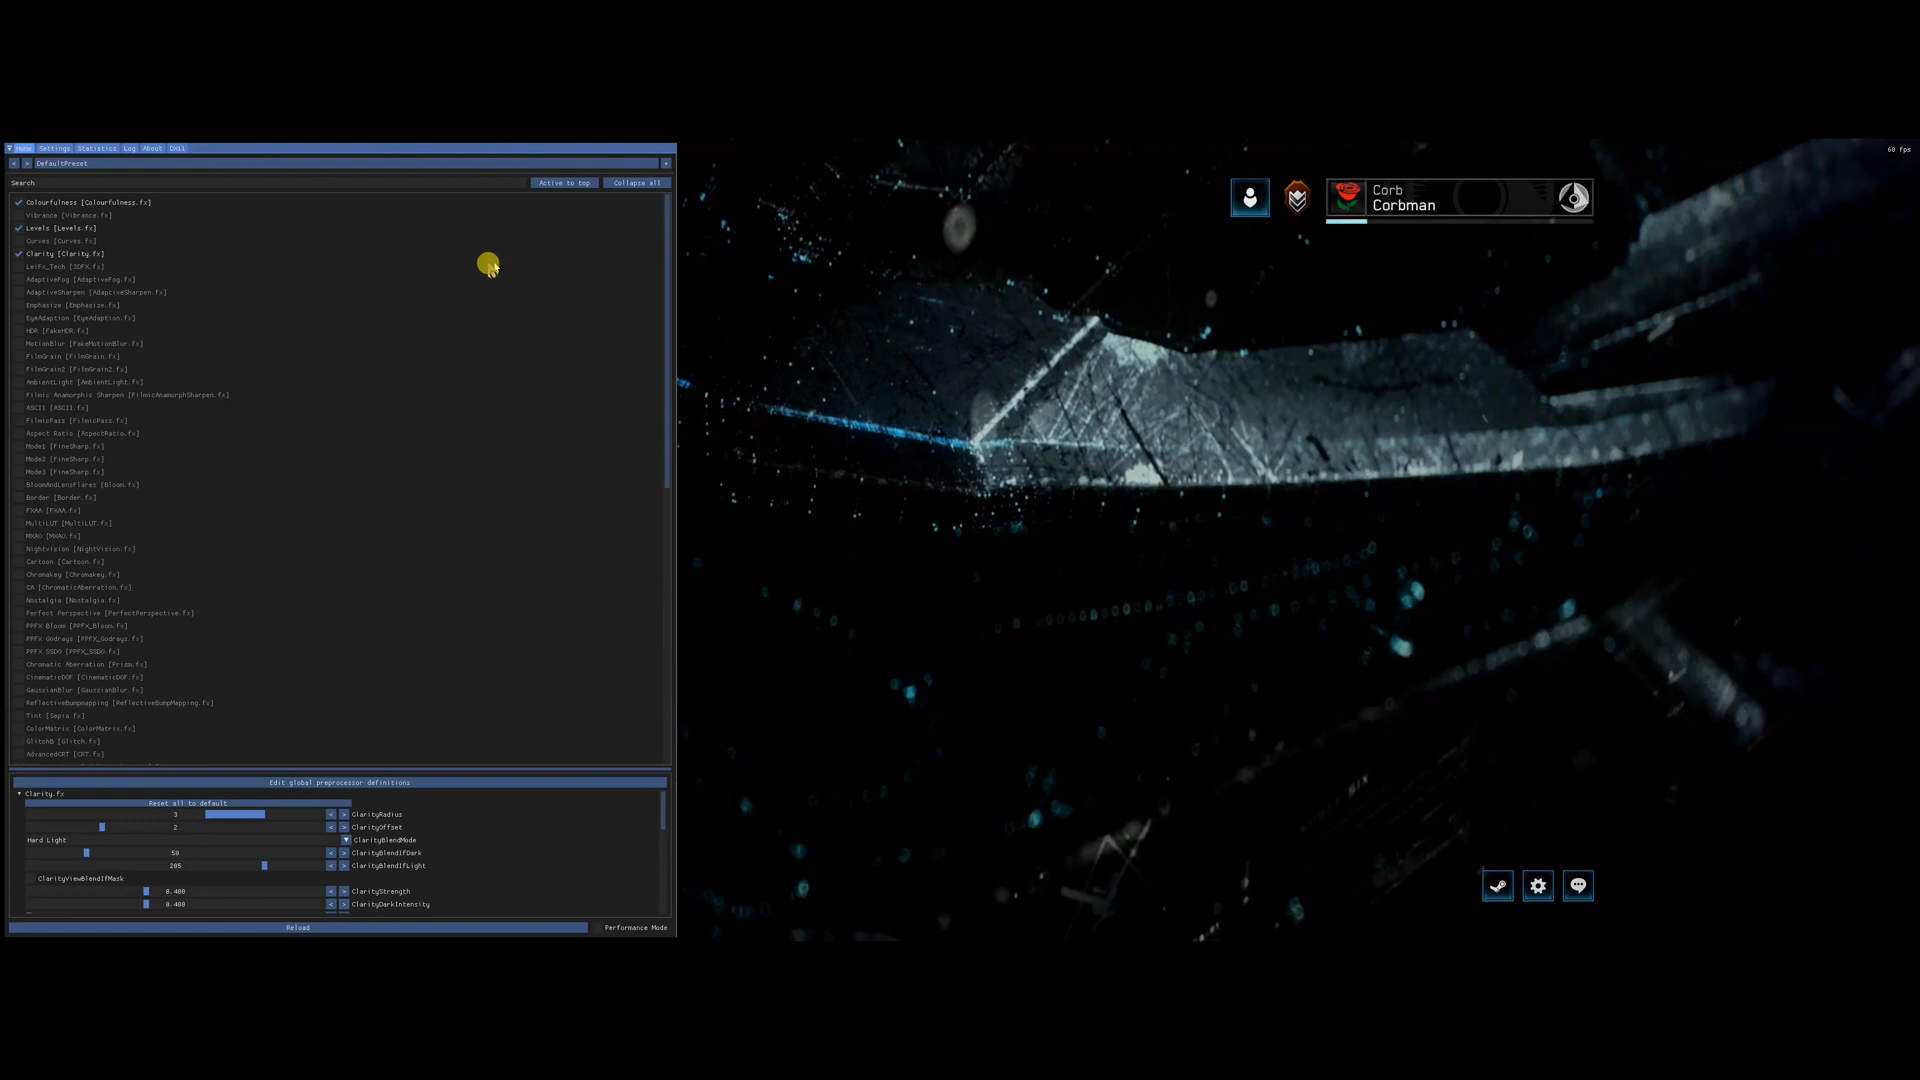 Home Settings Statistics Log About DX11
< > DefaultPreset +
60 fps
Search Active to top Collapse all
Colourfulness [Colourfulness.fx]
Vibrance [Vibrance.fx]
Levels [Levels.fx]
Curves [Curves.fx]
Clarity [Clarity.fx]
LeiFx_Tech [3DFX.fx]
AdaptiveFog [AdaptiveFog.fx]
AdaptiveSharpen [AdaptiveSharpen.fx]
Emphasize [Emphasize.fx]
EyeAdaption [EyeAdaption.fx]
HDR [FakeHDR.fx]
MotionBlur [FakeMotionBlur.fx]
FilmGrain [FilmGrain.fx]
FilmGrain2 [FilmGrain2.fx]
AmbientLight [AmbientLight.fx]
Filmic Anamorphic Sharpen [FilmicAnamorphSharpen.fx]
ASCII [ASCII.fx]
FilmicPass [FilmicPass.fx]
Aspect Ratio [AspectRatio.fx]
Mode1 [FineSharp.fx]
Mode2 [FineSharp.fx]
Mode3 [FineSharp.fx]
BloomAndLensFlares [Bloom.fx]
Border [Border.fx]
FXAA [FXAA.fx]
MultiLUT [MultiLUT.fx]
MXAO [MXAO.fx]
Nightvision [NightVision.fx]
Cartoon [Cartoon.fx]
Chromakey [Chromakey.fx]
CA [ChromaticAberration.fx]
Nostalgia [Nostalgia.fx]
Perfect Perspective [PerfectPerspective.fx]
PPFX Bloom [PPFX_Bloom.fx]
PPFX Godrays [PPFX_Godrays.fx]
PPFX SSDO [PPFX_SSDO.fx]
Chromatic Aberration [Prism.fx]
CinematicDOF [CinematicDOF.fx]
GaussianBlur [GaussianBlur.fx]
ReflectiveBumpmapping [ReflectiveBumpMapping.fx]
Tint [Sepia.fx]
ColorMatrix [ColorMatrix.fx]
GlitchB [Glitch.fx]
AdvancedCRT [CRT.fx]
Edit global preprocessor definitions
Clarity.fx
Reset all to default
3 < > ClarityRadius
2 < > ClarityOffset
Hard Light ClarityBlendMode
50 < > ClarityBlendIfDark
205 < > ClarityBlendIfLight
ClarityViewBlendIfMask
0.400 < > ClarityStrength
0.400 < > ClarityDarkIntensity
Reload Performance Mode
Corb
Corbman